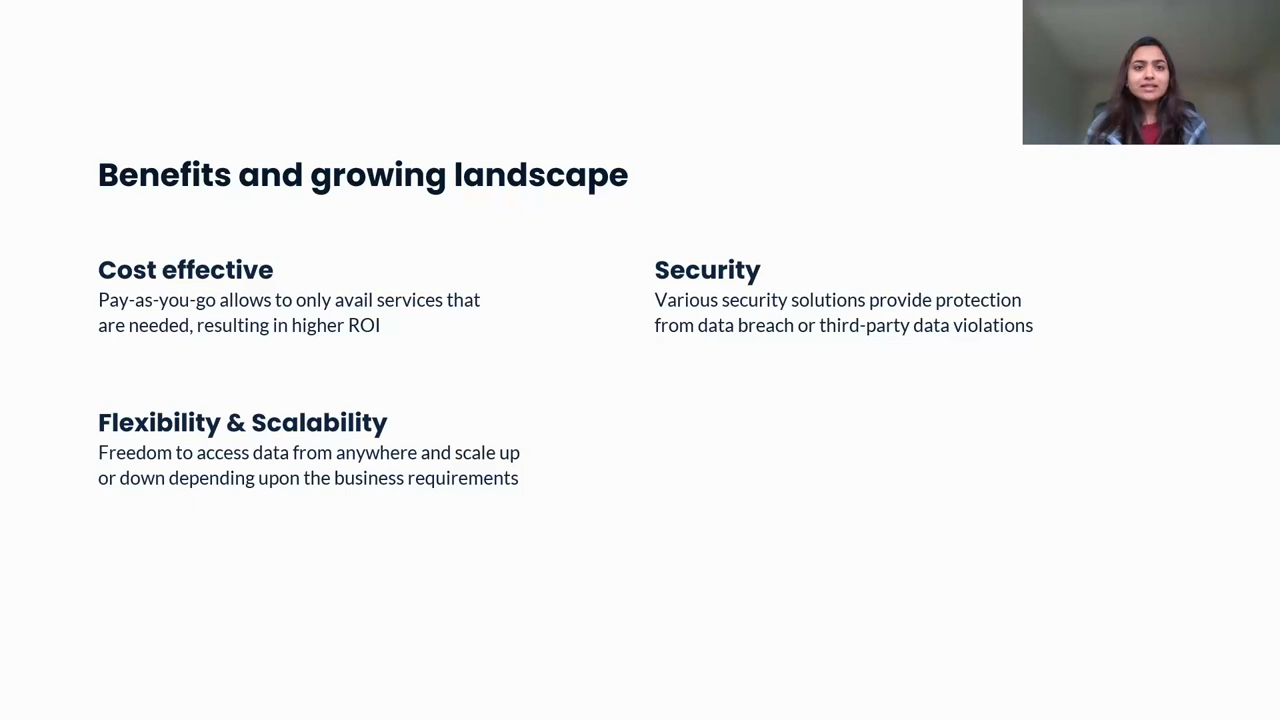 Benefits and growing landscape
Cost effective
Pay-as-you-go allows to only avail services that
are needed, resulting in higher ROI
Security
Various security solutions provide protection
from data breach or third-party data violations
Flexibility & Scalability
Freedom to access data from anywhere and scale up
or down depending upon the business requirements